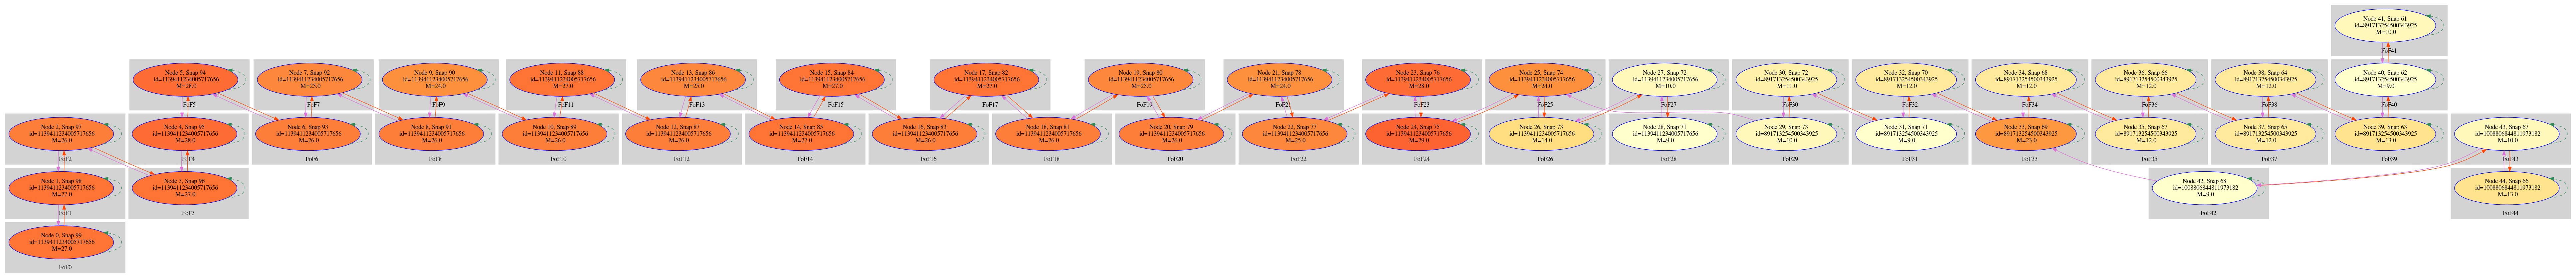 Node 41, Snap 61
id=891713254500343925
M=10.0
FoF41
Node 5, Snap 94
id=1139411234005717656
M=28.0
FoF5
Node 7, Snap 92
id=1139411234005717656
M=25.0
FoF7
Node 9, Snap 90
id=1139411234005717656
M=24.0
FoF9
Node 11, Snap 88
id=1139411234005717656
M=27.0
FoF11
Node 13, Snap 86
id=1139411234005717656
M=25.0
FoF13
Node 15, Snap 84
id=1139411234005717656
M=27.0
FoF15
Node 17, Snap 82
id=1139411234005717656
M=27.0
FoF17
Node 19, Snap 80
id=1139411234005717656
M=25.0
FoF19
Node 21, Snap 78
id=1139411234005717656
M=24.0
FoF21
Node 23, Snap 76
id=1139411234005717656
M=28.0
FoF23
Node 25, Snap 74
id=1139411234005717656
M=24.0
FoF25
Node 27, Snap 72
id=1139411234005717656
M=10.0
FoF27
Node 30, Snap 72
id=891713254500343925
M=11.0
FoF30
Node 32, Snap 70
id=891713254500343925
M=12.0
FoF32
Node 34, Snap 68
id=891713254500343925
M=12.0
FoF34
Node 36, Snap 66
id=891713254500343925
M=12.0
FoF36
Node 38, Snap 64
id=891713254500343925
M=12.0
FoF38
Node 40, Snap 62
id=891713254500343925
M=9.0
FoF40
Node 2, Snap 97
id=1139411234005717656
M=26.0
FoF2
Node 4, Snap 95
id=1139411234005717656
M=28.0
FoF4
Node 6, Snap 93
id=1139411234005717656
M=26.0
FoF6
Node 8, Snap 91
id=1139411234005717656
M=26.0
FoF8
Node 10, Snap 89
id=1139411234005717656
M=26.0
FoF10
Node 12, Snap 87
id=1139411234005717656
M=26.0
FoF12
Node 14, Snap 85
id=1139411234005717656
M=27.0
FoF14
Node 16, Snap 83
id=1139411234005717656
M=26.0
FoF16
Node 18, Snap 81
id=1139411234005717656
M=26.0
FoF18
Node 20, Snap 79
id=1139411234005717656
M=26.0
FoF20
Node 22, Snap 77
id=1139411234005717656
M=25.0
FoF22
Node 24, Snap 75
id=1139411234005717656
M=29.0
FoF24
Node 26, Snap 73
id=1139411234005717656
M=14.0
FoF26
Node 28, Snap 71
id=1139411234005717656
M=9.0
FoF28
Node 29, Snap 73
id=891713254500343925
M=10.0
FoF29
Node 31, Snap 71
id=891713254500343925
M=9.0
FoF31
Node 33, Snap 69
id=891713254500343925
M=23.0
FoF33
Node 35, Snap 67
id=891713254500343925
M=12.0
FoF35
Node 37, Snap 65
id=891713254500343925
M=12.0
FoF37
Node 39, Snap 63
id=891713254500343925
M=13.0
FoF39
Node 43, Snap 67
id=1008806844811973182
M=10.0
FoF43
Node 1, Snap 98
id=1139411234005717656
M=27.0
FoF1
Node 3, Snap 96
id=1139411234005717656
M=27.0
FoF3
Node 42, Snap 68
id=1008806844811973182
M=9.0
FoF42
Node 44, Snap 66
id=1008806844811973182
M=13.0
FoF44
Node 0, Snap 99
id=1139411234005717656
M=27.0
FoF0